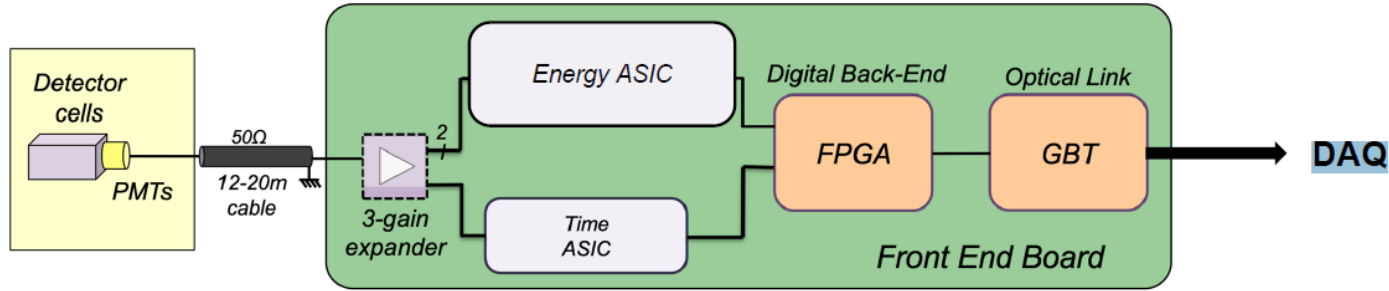 Detector
cells
PMTs
50Ω
12-20m
cable
3-gain
expander
2
Energy ASIC
Time
ASIC
Digital Back-End
FPGA
Optical Link
GBT
Front End Board
DAQ